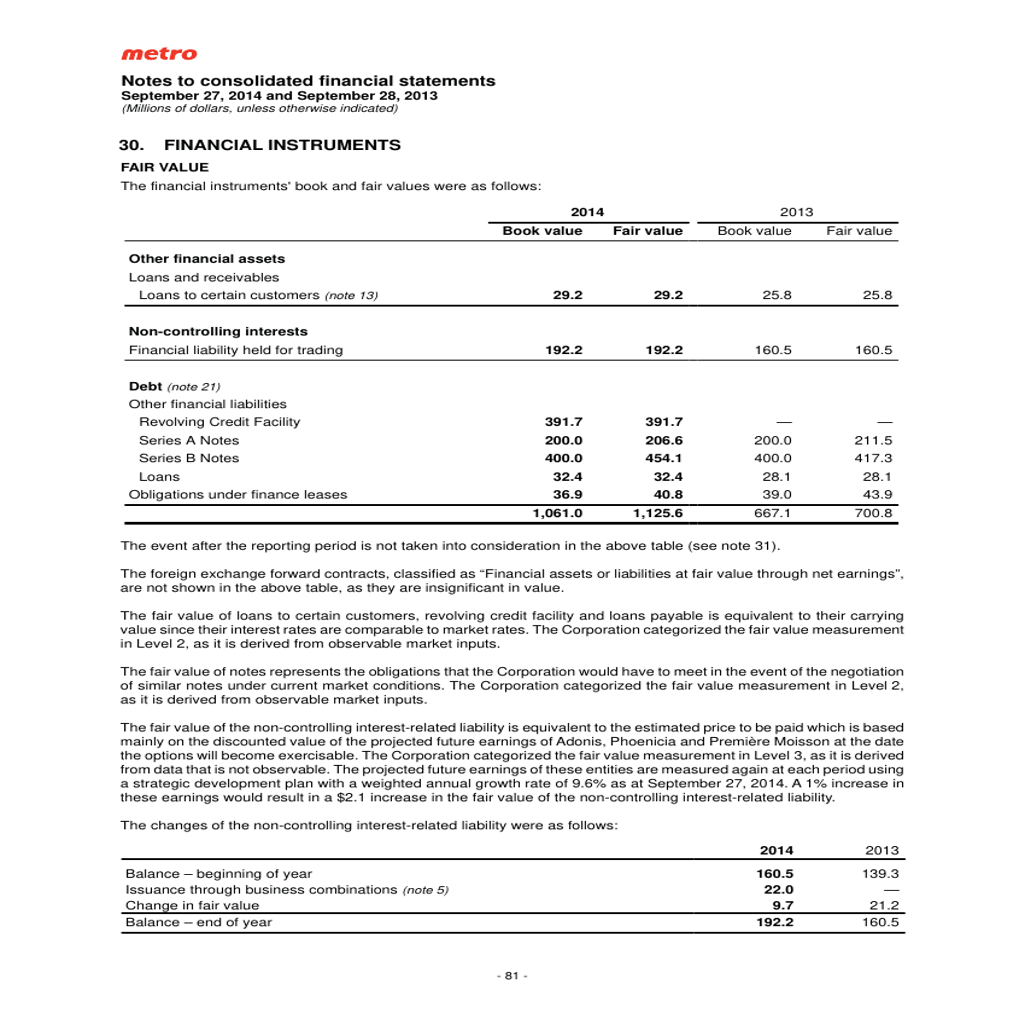 metro
Notes to consolidated financial statements
September 27, 2014 and September 28, 2013
(Millions of dollars, unless otherwise indicated)
30. FINANCIAL INSTRUMENTS
FAIR VALUE
The financial instruments' book and fair values were as follows:
2014 2013
Book value Fair value Book value Fair value
Other financial assets
Loans and receivables
Loans to certain customers (note 13) 29.2 29.2 25.8 25.8
Non-controlling interests
Financial liability held for trading 192.2 192.2 160.5 160.5
Debt (note 21)
Other financial liabilities
Revolving Credit Facility 391.7 391.7 — —
Series A Notes 200.0 206.6 200.0 211.5
Series B Notes 400.0 454.1 400.0 417.3
Loans 32.4 32.4 28.1 28.1
Obligations under finance leases 36.9 40.8 39.0 43.9
1,061.0 1,125.6 667.1 700.8
The event after the reporting period is not taken into consideration in the above table (see note 31).
The foreign exchange forward contracts, classified as “Financial assets or liabilities at fair value through net earnings”,
are not shown in the above table, as they are insignificant in value.
The fair value of loans to certain customers, revolving credit facility and loans payable is equivalent to their carrying
value since their interest rates are comparable to market rates. The Corporation categorized the fair value measurement
in Level 2, as it is derived from observable market inputs.
The fair value of notes represents the obligations that the Corporation would have to meet in the event of the negotiation
of similar notes under current market conditions. The Corporation categorized the fair value measurement in Level 2,
as it is derived from observable market inputs.
The fair value of the non-controlling interest-related liability is equivalent to the estimated price to be paid which is based
mainly on the discounted value of the projected future earnings of Adonis, Phoenicia and Première Moisson at the date
the options will become exercisable. The Corporation categorized the fair value measurement in Level 3, as it is derived
from data that is not observable. The projected future earnings of these entities are measured again at each period using
a strategic development plan with a weighted annual growth rate of 9.6% as at September 27, 2014. A 1% increase in
these earnings would result in a $2.1 increase in the fair value of the non-controlling interest-related liability.
The changes of the non-controlling interest-related liability were as follows:
2014 2013
Balance – beginning of year 160.5 139.3
Issuance through business combinations (note 5) 22.0 —
Change in fair value 9.7 21.2
Balance – end of year 192.2 160.5
- 81 -